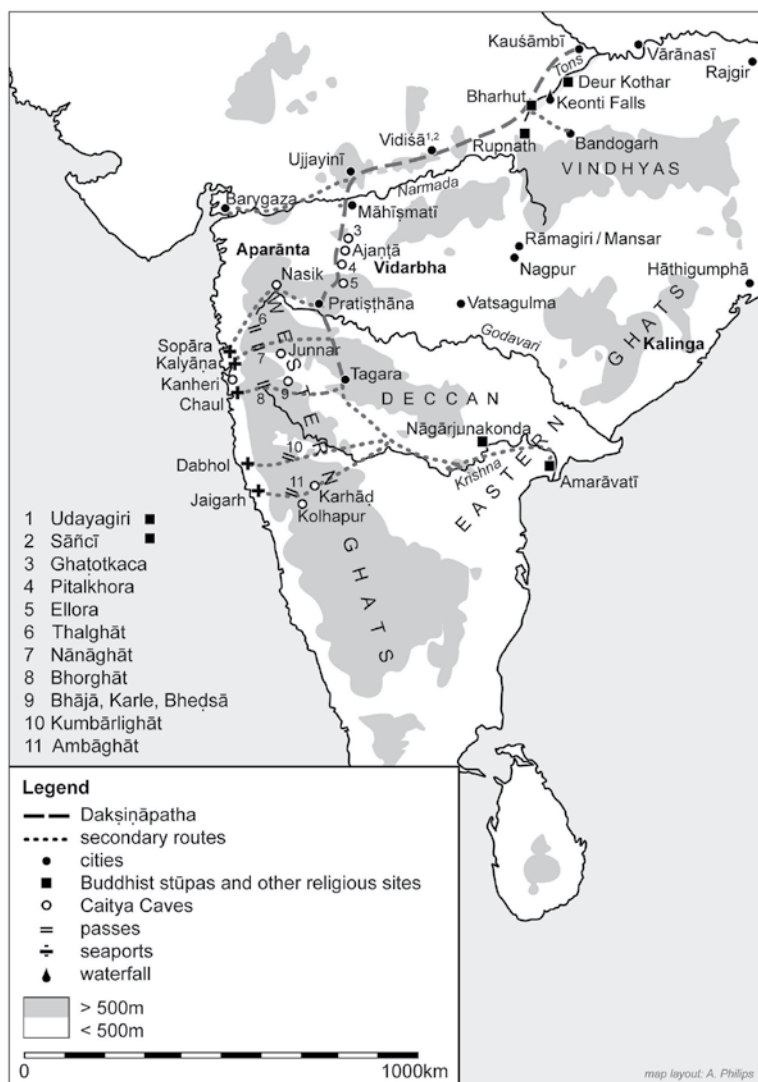 Kauśāmbī
Vārānasī
Tons
Rajgir
Deur Kothar
Bharhut
Keonti Falls
Vidiśā1,2
Rupnath
Bandogarh
Ujjayinī
VINDHYAS
Narmada
Barygaza
Māhīṣmatī
3
Rāmagiri / Mansar
Aparānta
Ajaṇṭā
4
Vidarbha
Nagpur
Nasik
5
Hāthigumphā
Pratiṣṭhāna
Vatsagulma
6
Godavari
Kalinga
Sopāra
7
Junnar
Kalyāṇa
Kanheri
Tagara
Chaul
8
9
DECCAN
Nāgārjunakonda
10
Dabhol
Krishna
Amarāvatī
11
Jaigarh
Karhāḍ
Kolhapur
WESTERN GHATS
EASTERN GHATS
1 Udayagiri
2 Sāñcī
3 Ghaṭotkaca
4 Pitalkhora
5 Ellora
6 Thalghāt
7 Nānāghāt
8 Bhorghāt
9 Bhājā, Karle, Bheḍsā
10 Kumbārlighāt
11 Ambāghāt
Legend
Dakṣiṇāpatha
secondary routes
cities
Buddhist stūpas and other religious sites
Caitya Caves
passes
seaports
waterfall
> 500m
< 500m
0 1000km
map layout: A. Philips